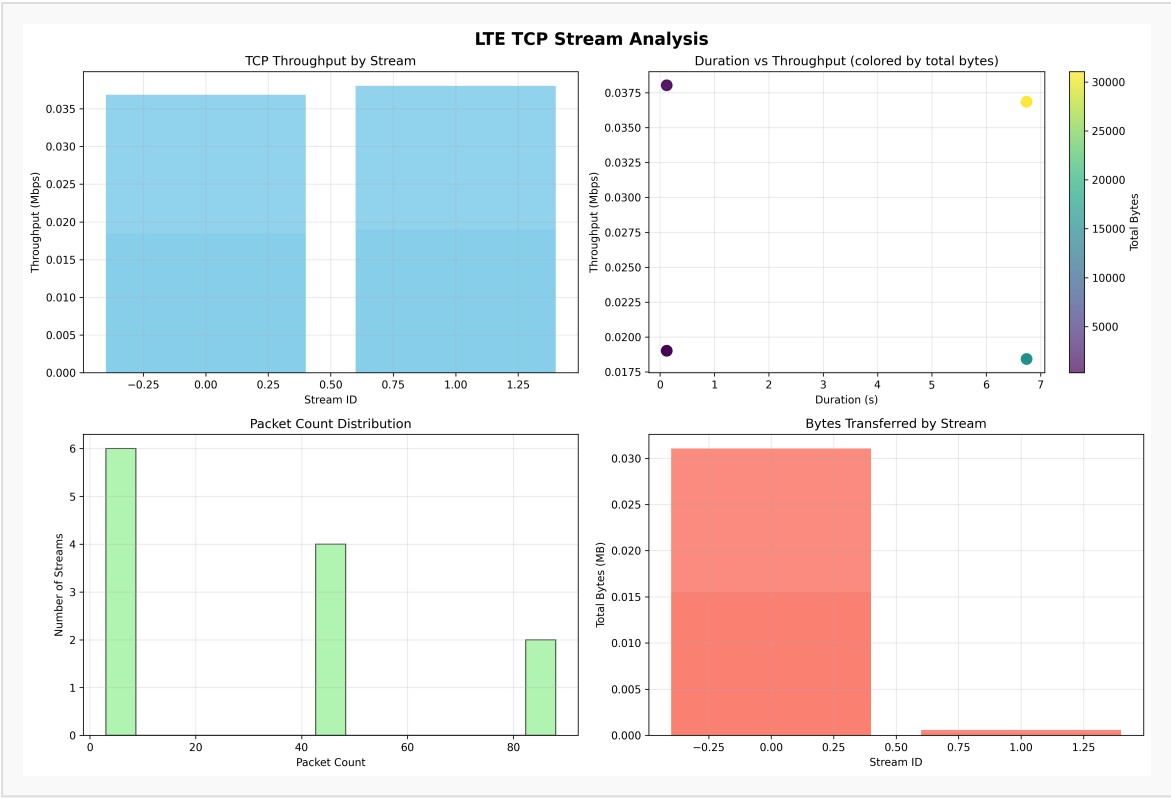 LTE TCP Stream Analysis
TCP Throughput by Stream
Throughput (Mbps)
0.035
0.030
0.025
0.020
0.015
0.010
0.005
0.000
−0.25 0.00 0.25 0.50 0.75 1.00 1.25
Stream ID
Duration vs Throughput (colored by total bytes)
Throughput (Mbps)
0.0375
0.0350
0.0325
0.0300
0.0275
0.0250
0.0225
0.0200
0.0175
0 1 2 3 4 5 6 7
Duration (s)
30000
25000
20000
15000
10000
5000
Total Bytes
Packet Count Distribution
Number of Streams
6
5
4
3
2
1
0
0 20 40 60 80
Packet Count
Bytes Transferred by Stream
Total Bytes (MB)
0.030
0.025
0.020
0.015
0.010
0.005
0.000
−0.25 0.00 0.25 0.50 0.75 1.00 1.25
Stream ID